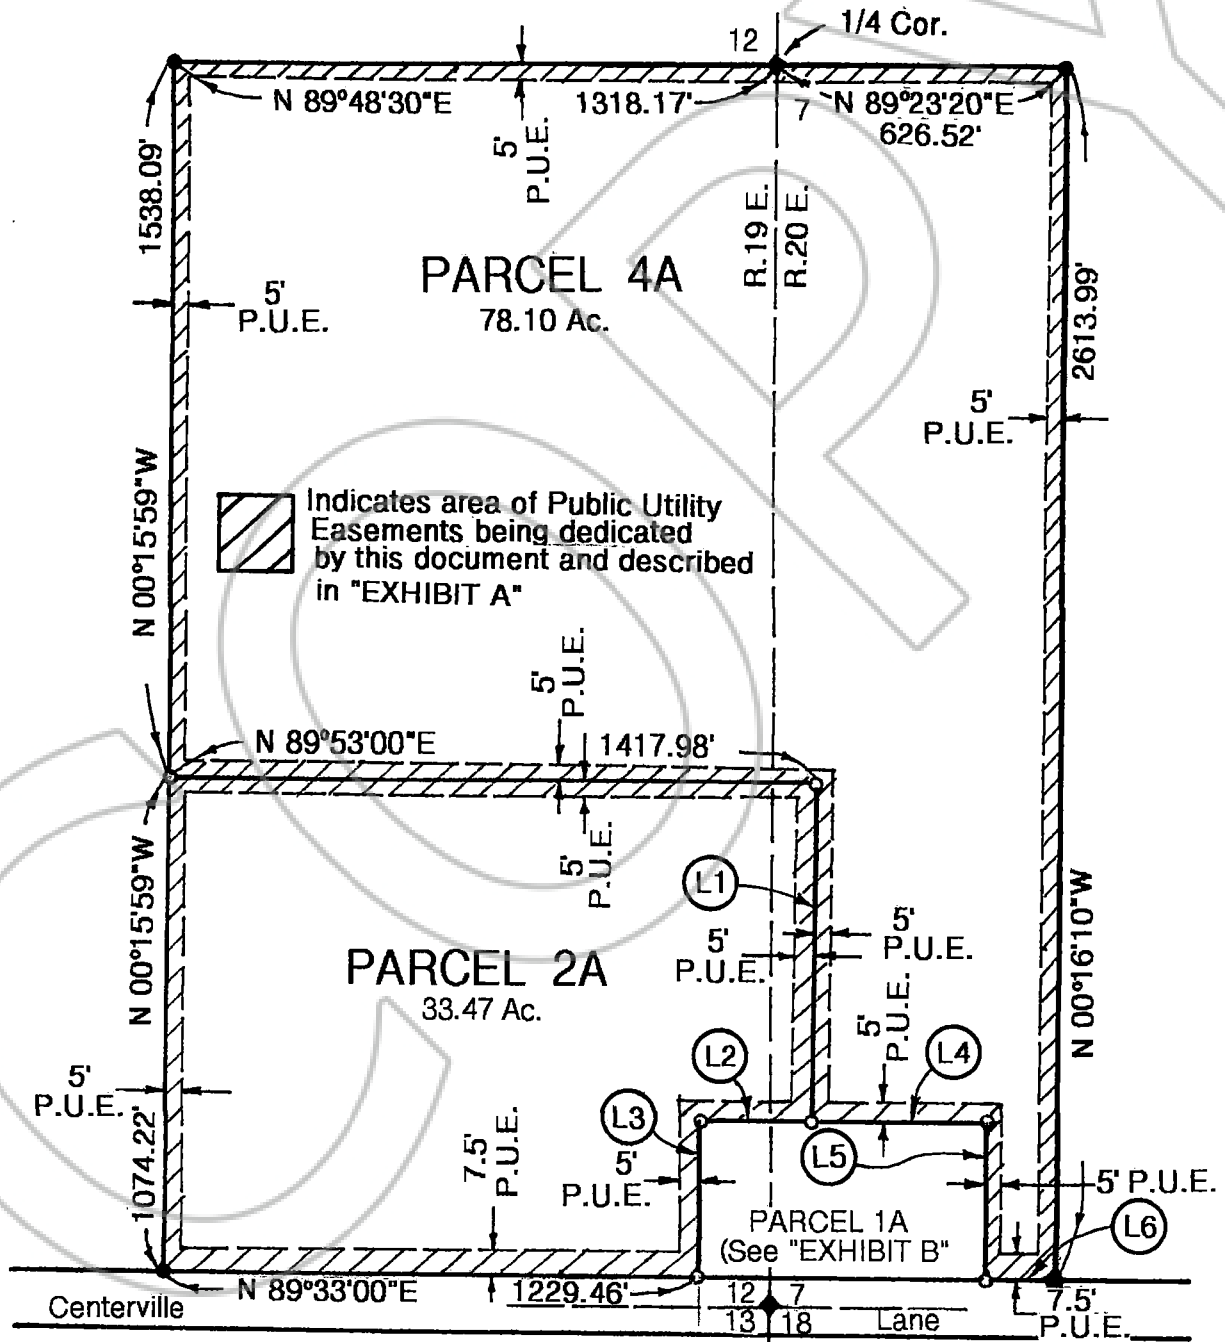 1/4 Cor.
12
7
N 89°48'30"E
1318.17'
N 89°23'20"E
626.52'
5'
P.U.E.
1538.09'
R.19 E.
R.20 E.
PARCEL 4A
78.10 Ac.
5'
P.U.E.
2613.99'
5'
P.U.E.
N 00°15'59"W
Indicates area of Public Utility
Easements being dedicated
by this document and described
in "EXHIBIT A"
5'
P.U.E.
N 89°53'00"E
1417.98'
5'
P.U.E.
L1
N 00°15'59"W
5'
P.U.E.
5'
P.U.E.
PARCEL 2A
33.47 Ac.
N 00°16'10"W
5'
P.U.E.
L2
L4
5'
P.U.E.
L3
L5
1074.22'
7.5'
P.U.E.
5'
P.U.E.
5' P.U.E.
L6
PARCEL 1A
(See "EXHIBIT B"
N 89°33'00"E
1229.46'
12
7
7.5'
P.U.E.
Centerville
13
18
Lane
COPY